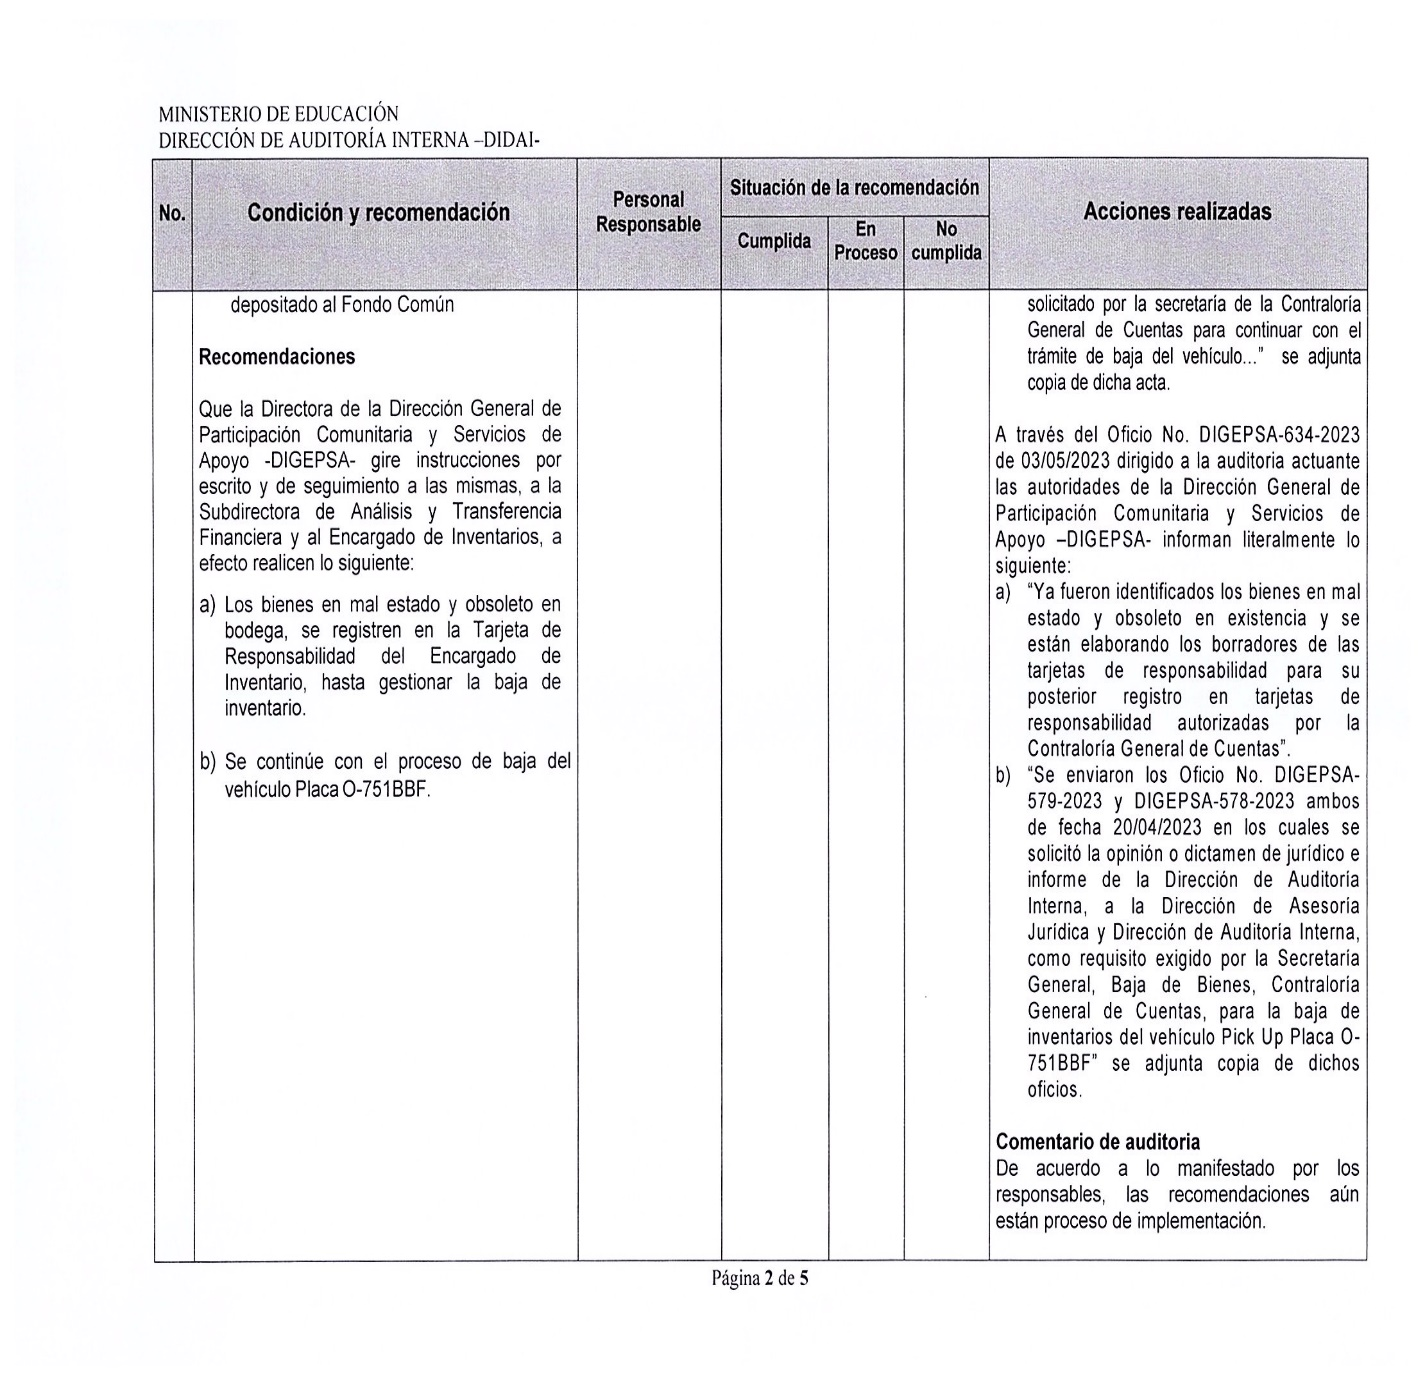 MINISTERIO DE EDUCACIÓN
DIRECCIÓN DE AUDITORÍA INTERNA –DIDAI-
No.
Condición y recomendación
Personal
Responsable
Situación de la recomendación
Cumplida
En
Proceso
No
cumplida
Acciones realizadas
depositado al Fondo Común
Recomendaciones
Que la Directora de la Dirección General de
Participación Comunitaria y Servicios de
Apoyo -DIGEPSA- gire instrucciones por
escrito y de seguimiento a las mismas, a la
Subdirectora de Análisis y Transferencia
Financiera y al Encargado de Inventarios, a
efecto realicen lo siguiente:
a) Los bienes en mal estado y obsoleto en
bodega, se registren en la Tarjeta de
Responsabilidad del Encargado de
Inventario, hasta gestionar la baja de
inventario.
b) Se continúe con el proceso de baja del
vehículo Placa O-751BBF.
solicitado por la secretaría de la Contraloría
General de Cuentas para continuar con el
trámite de baja del vehículo...” se adjunta
copia de dicha acta.
A través del Oficio No. DIGEPSA-634-2023
de 03/05/2023 dirigido a la auditoria actuante
las autoridades de la Dirección General de
Participación Comunitaria y Servicios de
Apoyo –DIGEPSA- informan literalmente lo
siguiente:
a) “Ya fueron identificados los bienes en mal
estado y obsoleto en existencia y se
están elaborando los borradores de las
tarjetas de responsabilidad para su
posterior registro en tarjetas de
responsabilidad autorizadas por la
Contraloría General de Cuentas”.
b) “Se enviaron los Oficio No. DIGEPSA-
579-2023 y DIGEPSA-578-2023 ambos
de fecha 20/04/2023 en los cuales se
solicitó la opinión o dictamen de jurídico e
informe de la Dirección de Auditoría
Interna, a la Dirección de Asesoría
Jurídica y Dirección de Auditoría Interna,
como requisito exigido por la Secretaría
General, Baja de Bienes, Contraloría
General de Cuentas, para la baja de
inventarios del vehículo Pick Up Placa O-
751BBF” se adjunta copia de dichos
oficios.
Comentario de auditoria
De acuerdo a lo manifestado por los
responsables, las recomendaciones aún
están proceso de implementación.
Página 2 de 5